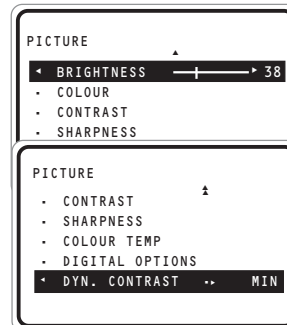 PICTURE
BRIGHTNESS 38
COLOUR
CONTRAST
SHARPNESS
PICTURE
CONTRAST
SHARPNESS
COLOUR TEMP
DIGITAL OPTIONS
DYN. CONTRAST MIN